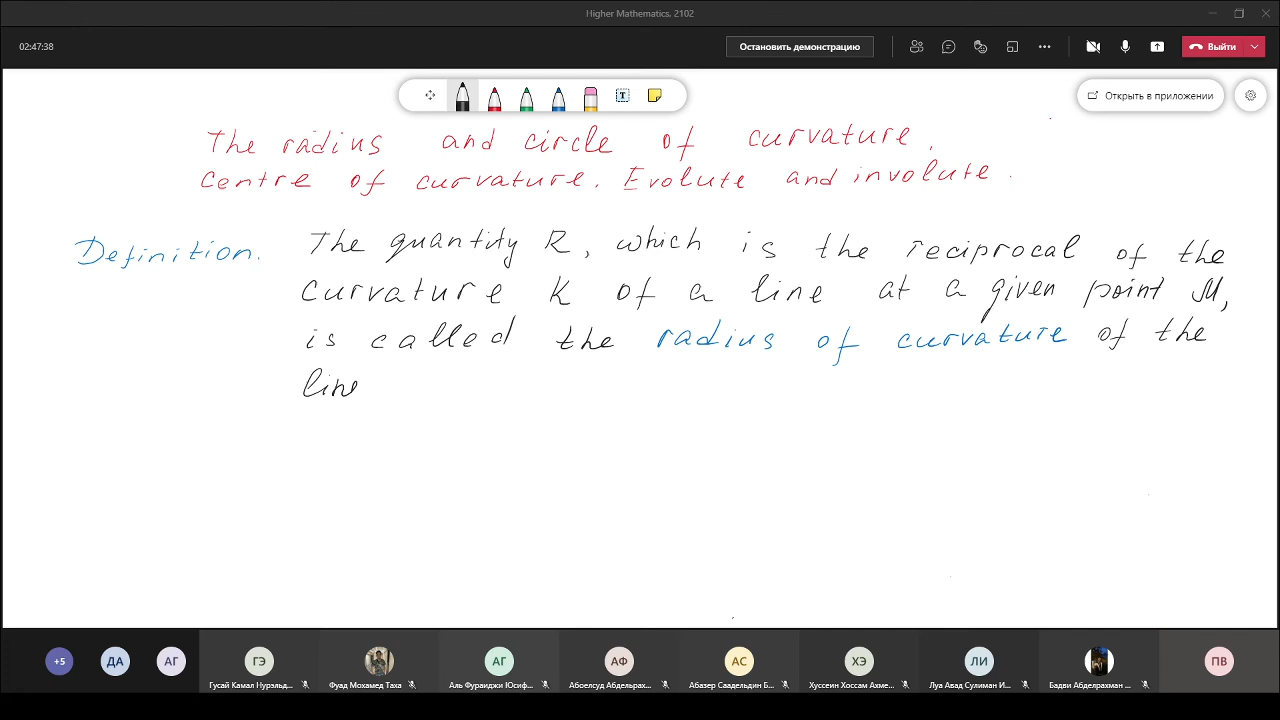 Higher Mathematics, 2102
02:47:38
Остановить демонстрацию
Выйти
Открыть в приложении
The radius and circle of curvature.
Centre of curvature. Evolute and involute.
Definition. The quantity R, which is the reciprocal of the
curvature K of a line at a given point M,
is called the radius of curvature of the
line
+5
ДА
АГ
ГЭ
АГ
АФ
АС
ХЭ
ЛИ
ПВ
Гусай Камал Нурэльд...
Фуад Мохамед Таха
Аль Фураиджи Юсиф...
Абоелсуд Абдельрах...
Абазер Сааделдин Б...
Хуссеин Хоссам Ахме...
Луа Авад Сулиман И...
Бадви Абделрахман ...